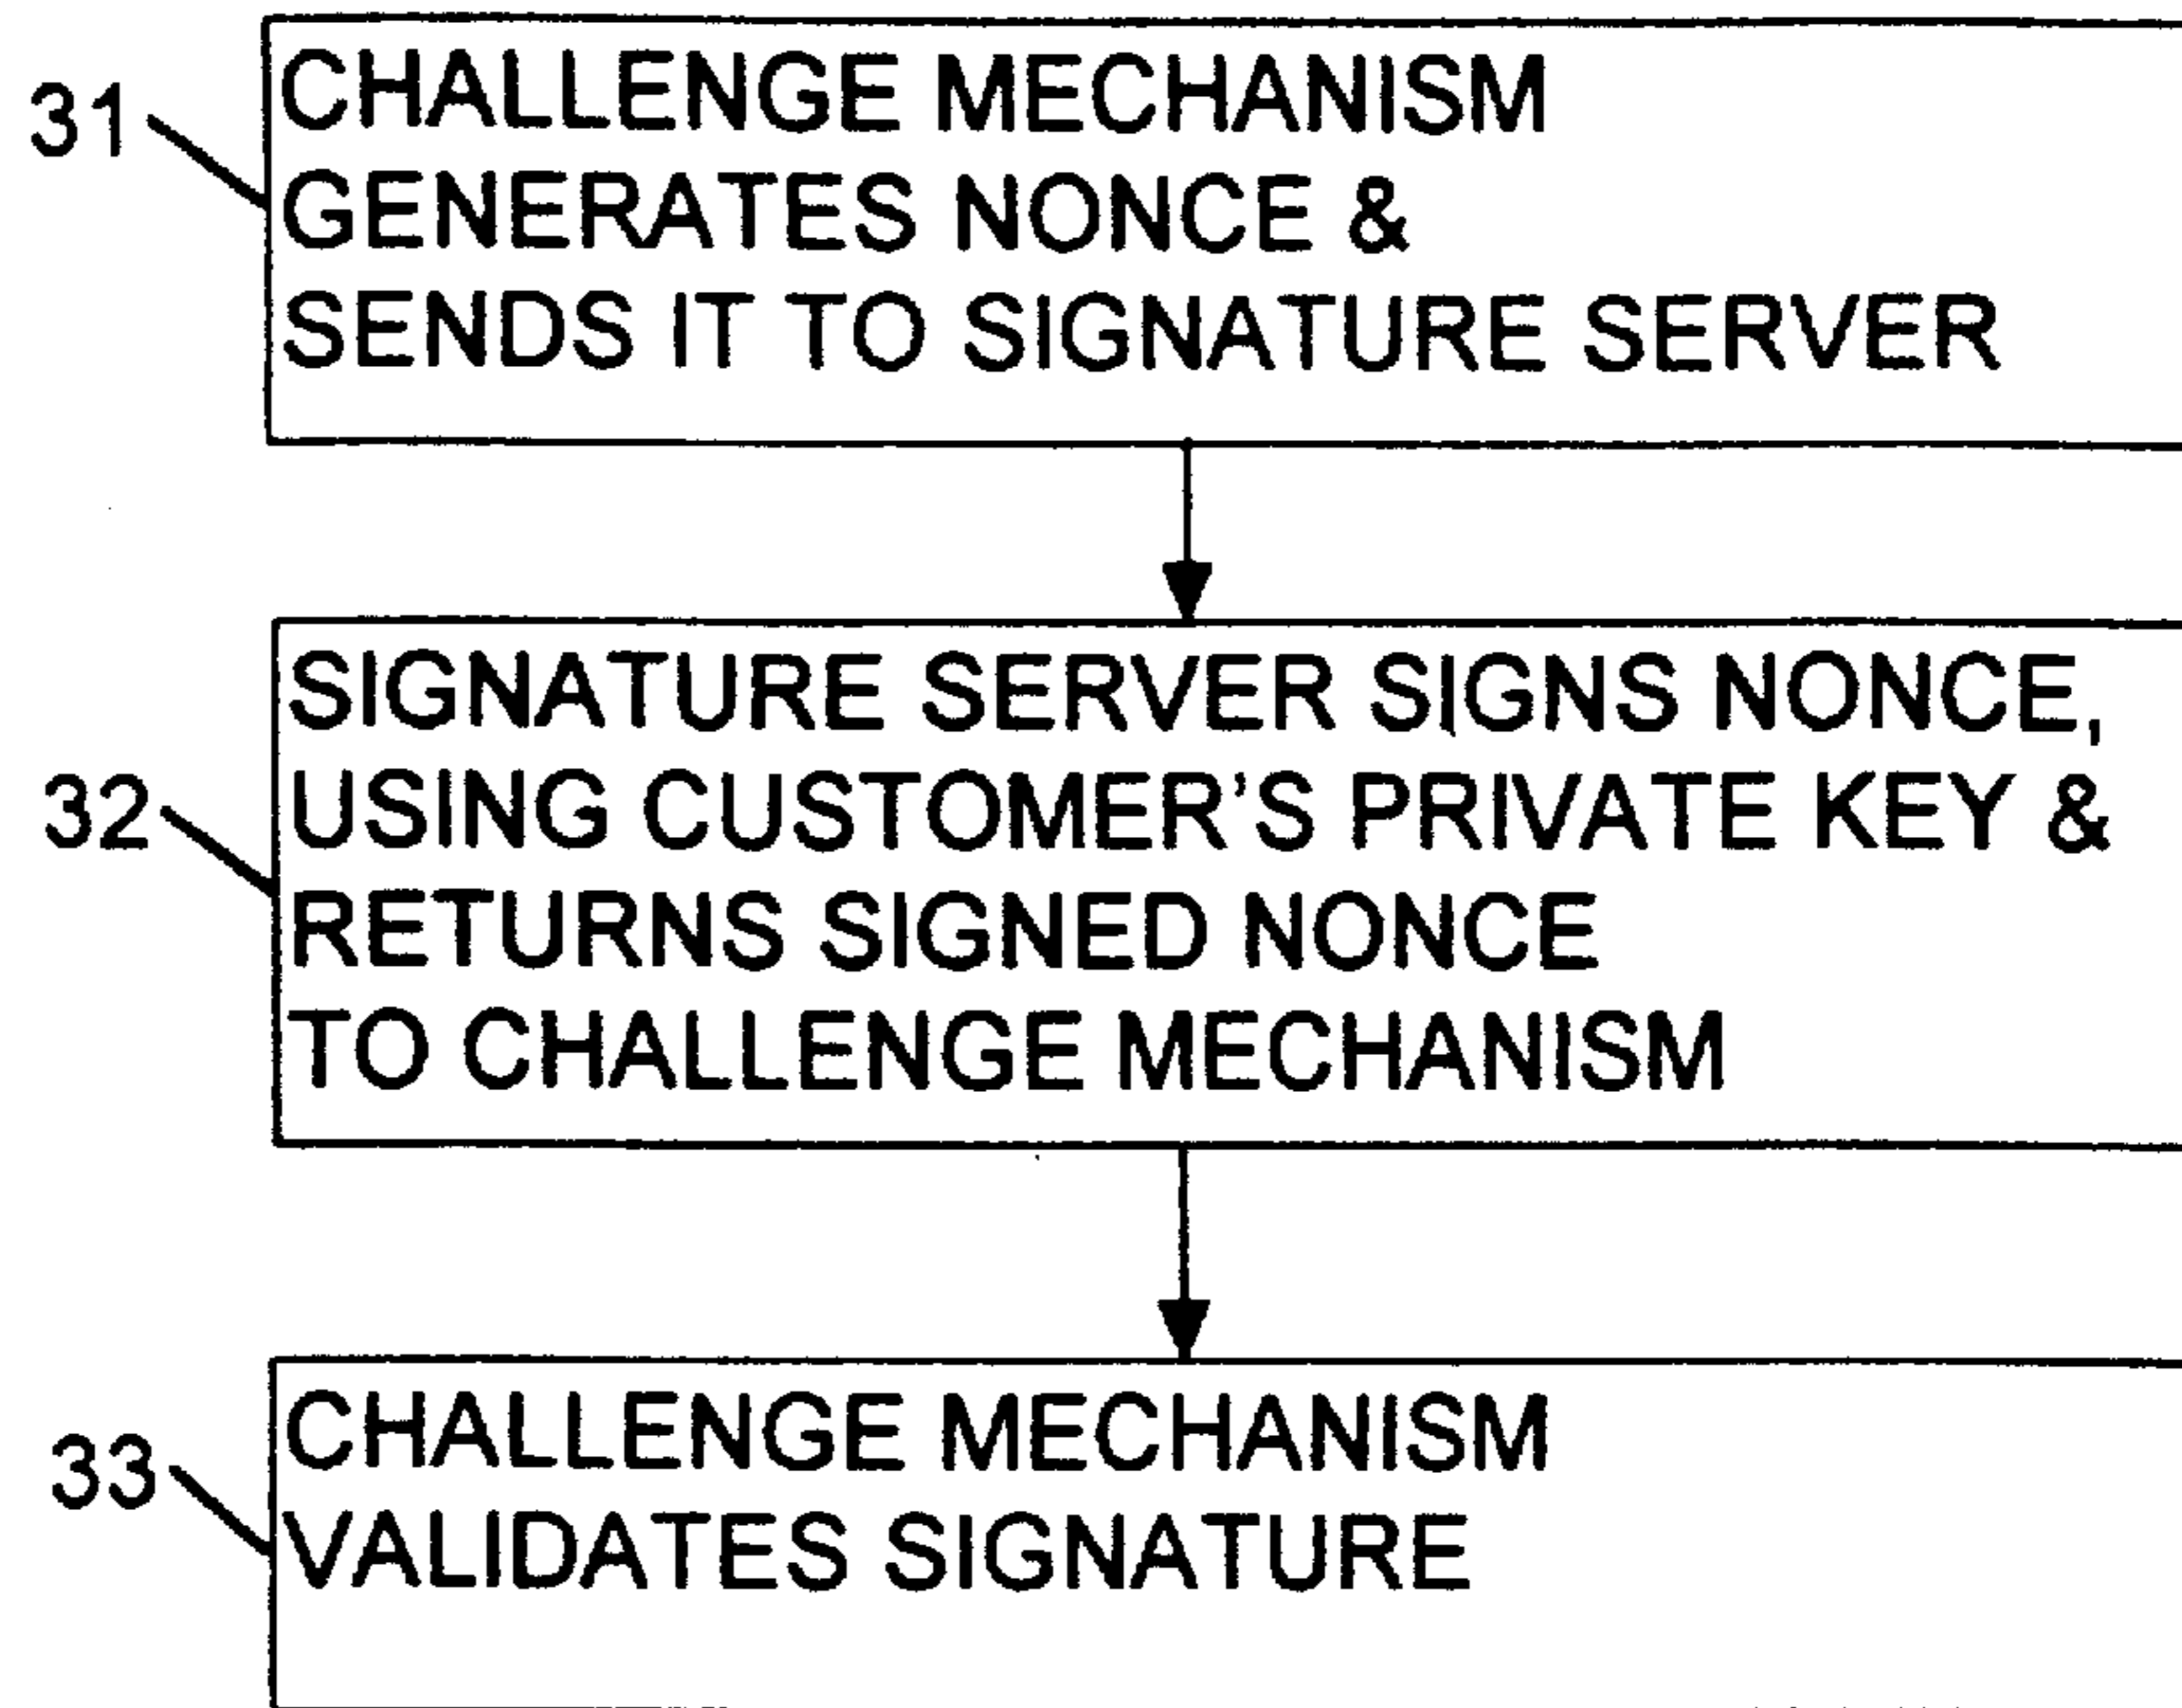 31
CHALLENGE MECHANISM
GENERATES NONCE &
SENDS IT TO SIGNATURE SERVER
32
SIGNATURE SERVER SIGNS NONCE,
USING CUSTOMER'S PRIVATE KEY &
RETURNS SIGNED NONCE
TO CHALLENGE MECHANISM
33
CHALLENGE MECHANISM
VALIDATES SIGNATURE